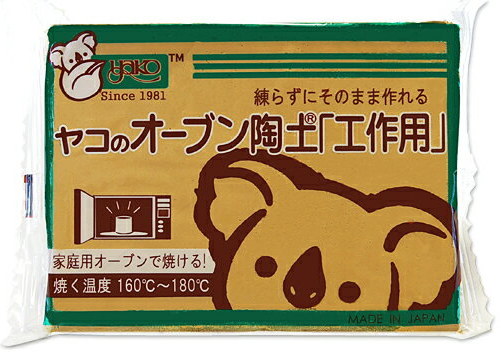 yako™
Since 1981
練らずにそのまま作れる
ヤコのオーブン陶土®「工作用」
家庭用オーブンで焼ける!
焼く温度 160℃〜180℃
MADE IN JAPAN